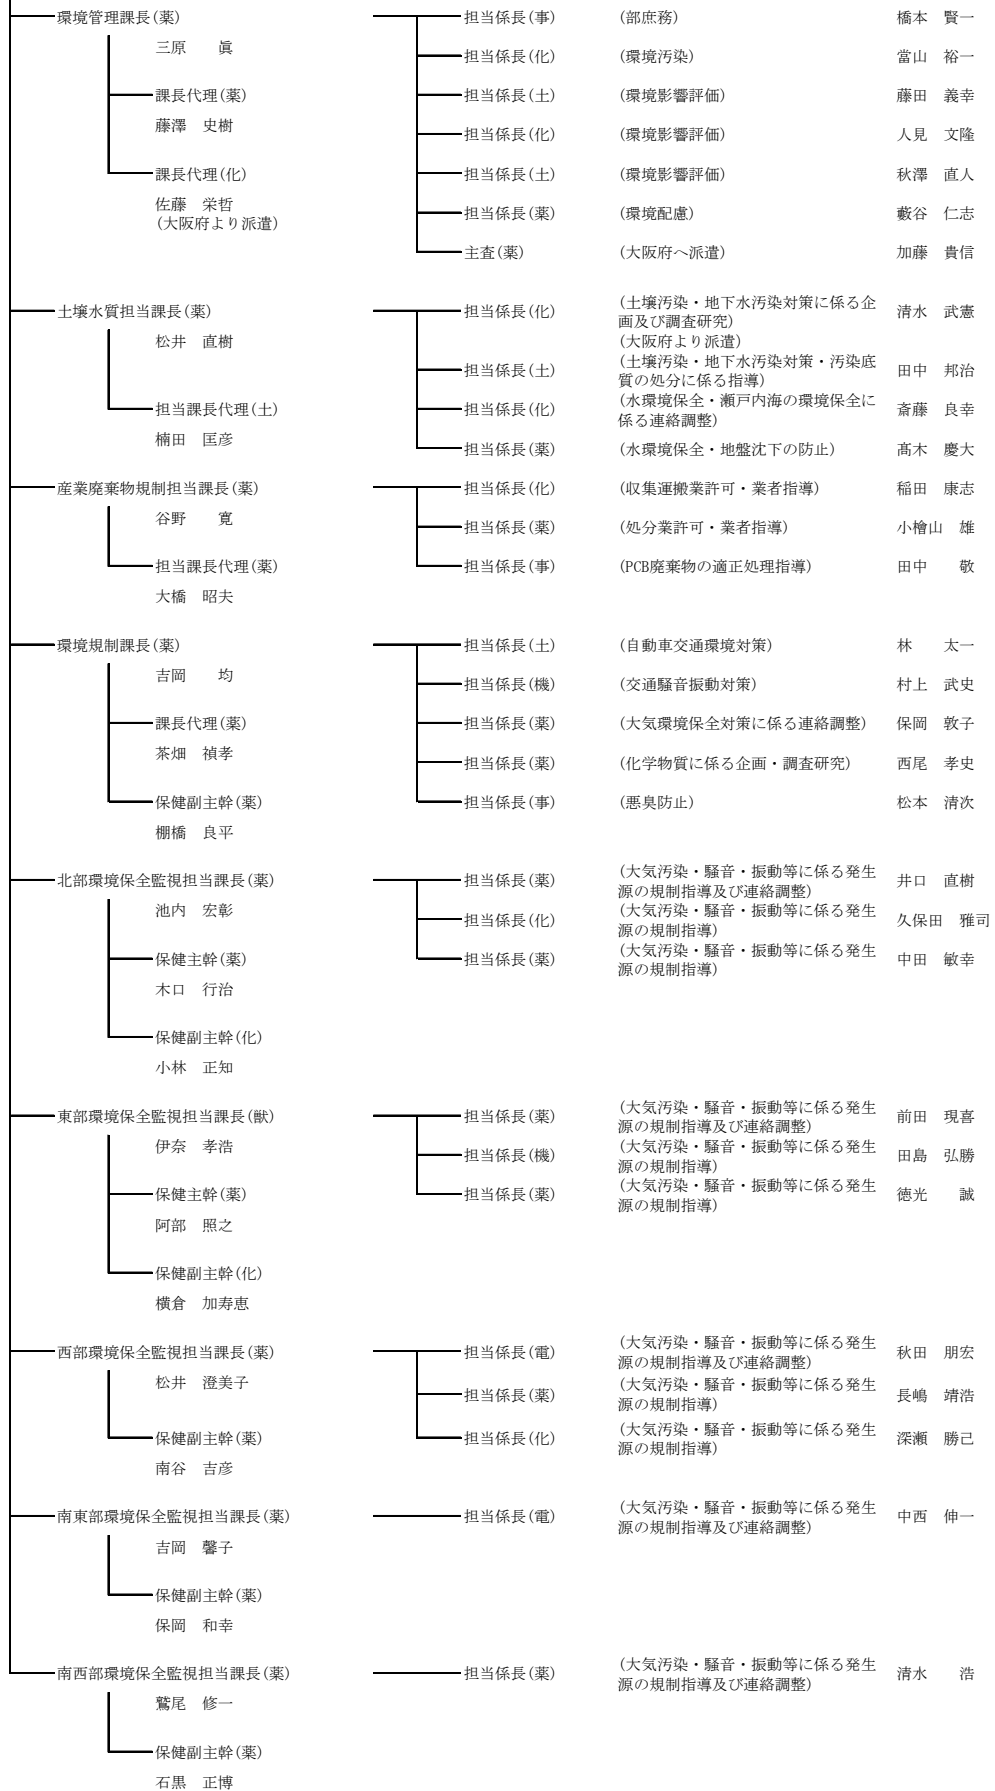 環境管理課長(薬)
三原　眞
課長代理(薬)
藤澤　史樹
課長代理(化)
佐藤　栄哲
(大阪府より派遣)
担当係長(事)　(部庶務)　橋本　賢一
担当係長(化)　(環境汚染)　當山　裕一
担当係長(土)　(環境影響評価)　藤田　義幸
担当係長(化)　(環境影響評価)　人見　文隆
担当係長(土)　(環境影響評価)　秋澤　直人
担当係長(薬)　(環境配慮)　藪谷　仁志
主査(薬)　(大阪府へ派遣)　加藤　貴信
土壌水質担当課長(薬)
松井　直樹
担当課長代理(土)
楠田　匡彦
担当係長(化)　(土壌汚染・地下水汚染対策に係る企　清水　武憲
画及び調査研究)
(大阪府より派遣)
担当係長(土)　(土壌汚染・地下水汚染対策・汚染底　田中　邦治
質の処分に係る指導)
担当係長(化)　(水環境保全・瀬戸内海の環境保全に　斎藤　良幸
係る連絡調整)
担当係長(薬)　(水環境保全・地盤沈下の防止)　髙木　慶大
産業廃棄物規制担当課長(薬)
谷野　寛
担当課長代理(薬)
大橋　昭夫
担当係長(化)　(収集運搬業許可・業者指導)　稲田　康志
担当係長(薬)　(処分業許可・業者指導)　小檜山　雄
担当係長(事)　(PCB廃棄物の適正処理指導)　田中　敬
環境規制課長(薬)
吉岡　均
課長代理(薬)
茶畑　禎孝
保健副主幹(薬)
棚橋　良平
担当係長(土)　(自動車交通環境対策)　林　太一
担当係長(機)　(交通騒音振動対策)　村上　武史
担当係長(薬)　(大気環境保全対策に係る連絡調整)　保岡　敦子
担当係長(薬)　(化学物質に係る企画・調査研究)　西尾　孝史
担当係長(事)　(悪臭防止)　松本　清次
北部環境保全監視担当課長(薬)
池内　宏彰
保健主幹(薬)
木口　行治
保健副主幹(化)
小林　正知
担当係長(薬)　(大気汚染・騒音・振動等に係る発生　井口　直樹
源の規制指導及び連絡調整)
担当係長(化)　(大気汚染・騒音・振動等に係る発生　久保田　雅司
源の規制指導)
担当係長(薬)　(大気汚染・騒音・振動等に係る発生　中田　敏幸
源の規制指導)
東部環境保全監視担当課長(獣)
伊奈　孝浩
保健主幹(薬)
阿部　照之
保健副主幹(化)
横倉　加寿恵
担当係長(薬)　(大気汚染・騒音・振動等に係る発生　前田　現喜
源の規制指導及び連絡調整)
担当係長(機)　(大気汚染・騒音・振動等に係る発生　田島　弘勝
源の規制指導)
担当係長(薬)　(大気汚染・騒音・振動等に係る発生　徳光　誠
源の規制指導)
西部環境保全監視担当課長(薬)
松井　澄美子
保健副主幹(薬)
南谷　吉彦
担当係長(電)　(大気汚染・騒音・振動等に係る発生　秋田　朋宏
源の規制指導及び連絡調整)
担当係長(薬)　(大気汚染・騒音・振動等に係る発生　長嶋　靖浩
源の規制指導)
担当係長(化)　(大気汚染・騒音・振動等に係る発生　深瀬　勝己
源の規制指導)
南東部環境保全監視担当課長(薬)
吉岡　馨子
保健副主幹(薬)
保岡　和幸
担当係長(電)　(大気汚染・騒音・振動等に係る発生　中西　伸一
源の規制指導及び連絡調整)
南西部環境保全監視担当課長(薬)
鷲尾　修一
保健副主幹(薬)
石黒　正博
担当係長(薬)　(大気汚染・騒音・振動等に係る発生　清水　浩
源の規制指導及び連絡調整)